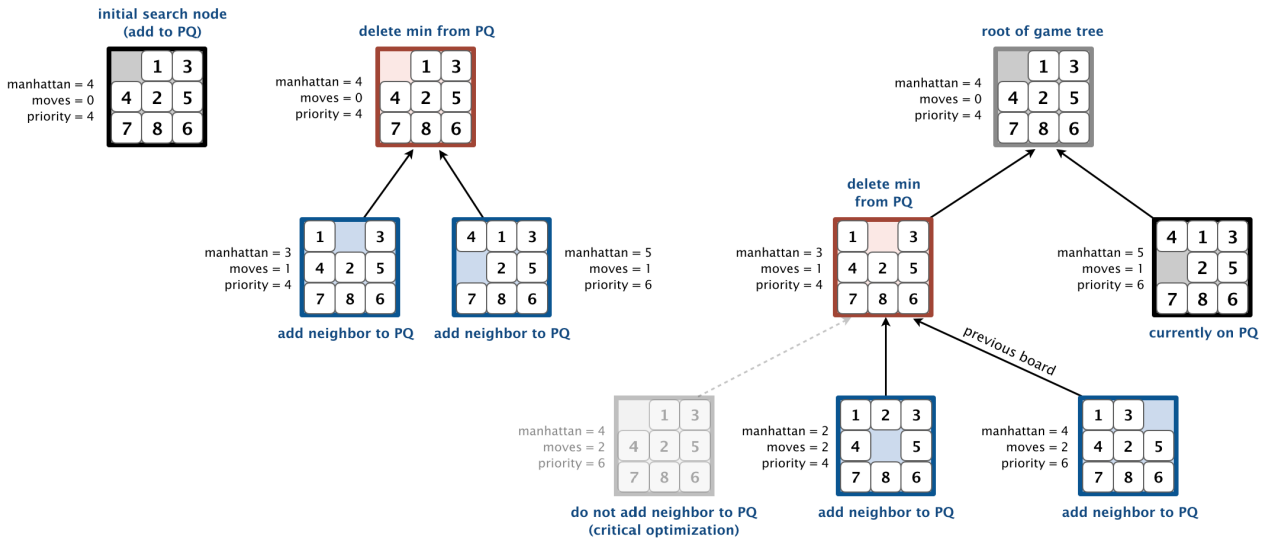 initial search node
(add to PQ)
manhattan = 4
moves = 0
priority = 4
1 3
4 2 5
7 8 6
delete min from PQ
manhattan = 4
moves = 0
priority = 4
1 3
4 2 5
7 8 6
manhattan = 3
moves = 1
priority = 4
1 3
4 2 5
7 8 6
add neighbor to PQ
4 1 3
2 5
7 8 6
manhattan = 5
moves = 1
priority = 6
add neighbor to PQ
root of game tree
manhattan = 4
moves = 0
priority = 4
1 3
4 2 5
7 8 6
delete min
from PQ
manhattan = 3
moves = 1
priority = 4
1 3
4 2 5
7 8 6
manhattan = 5
moves = 1
priority = 6
4 1 3
2 5
7 8 6
currently on PQ
previous board
manhattan = 4
moves = 2
priority = 6
1 3
4 2 5
7 8 6
do not add neighbor to PQ
(critical optimization)
manhattan = 2
moves = 2
priority = 4
1 2 3
4 5
7 8 6
add neighbor to PQ
manhattan = 4
moves = 2
priority = 6
1 3
4 2 5
7 8 6
add neighbor to PQ